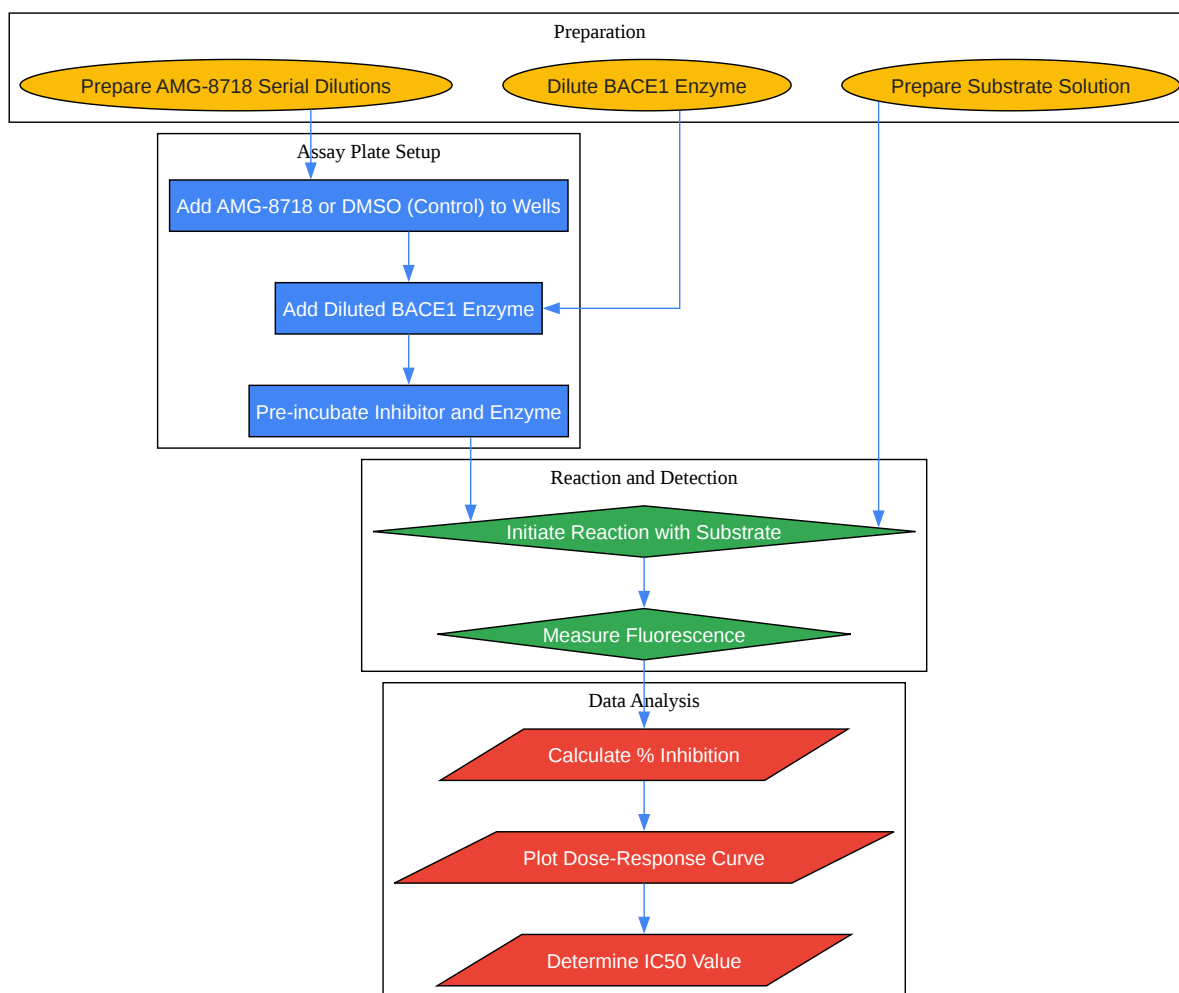 Preparation
Prepare AMG-8718 Serial Dilutions
Dilute BACE1 Enzyme
Prepare Substrate Solution
Assay Plate Setup
Add AMG-8718 or DMSO (Control) to Wells
Add Diluted BACE1 Enzyme
Pre-incubate Inhibitor and Enzyme
Reaction and Detection
Initiate Reaction with Substrate
Measure Fluorescence
Data Analysis
Calculate % Inhibition
Plot Dose-Response Curve
Determine IC50 Value